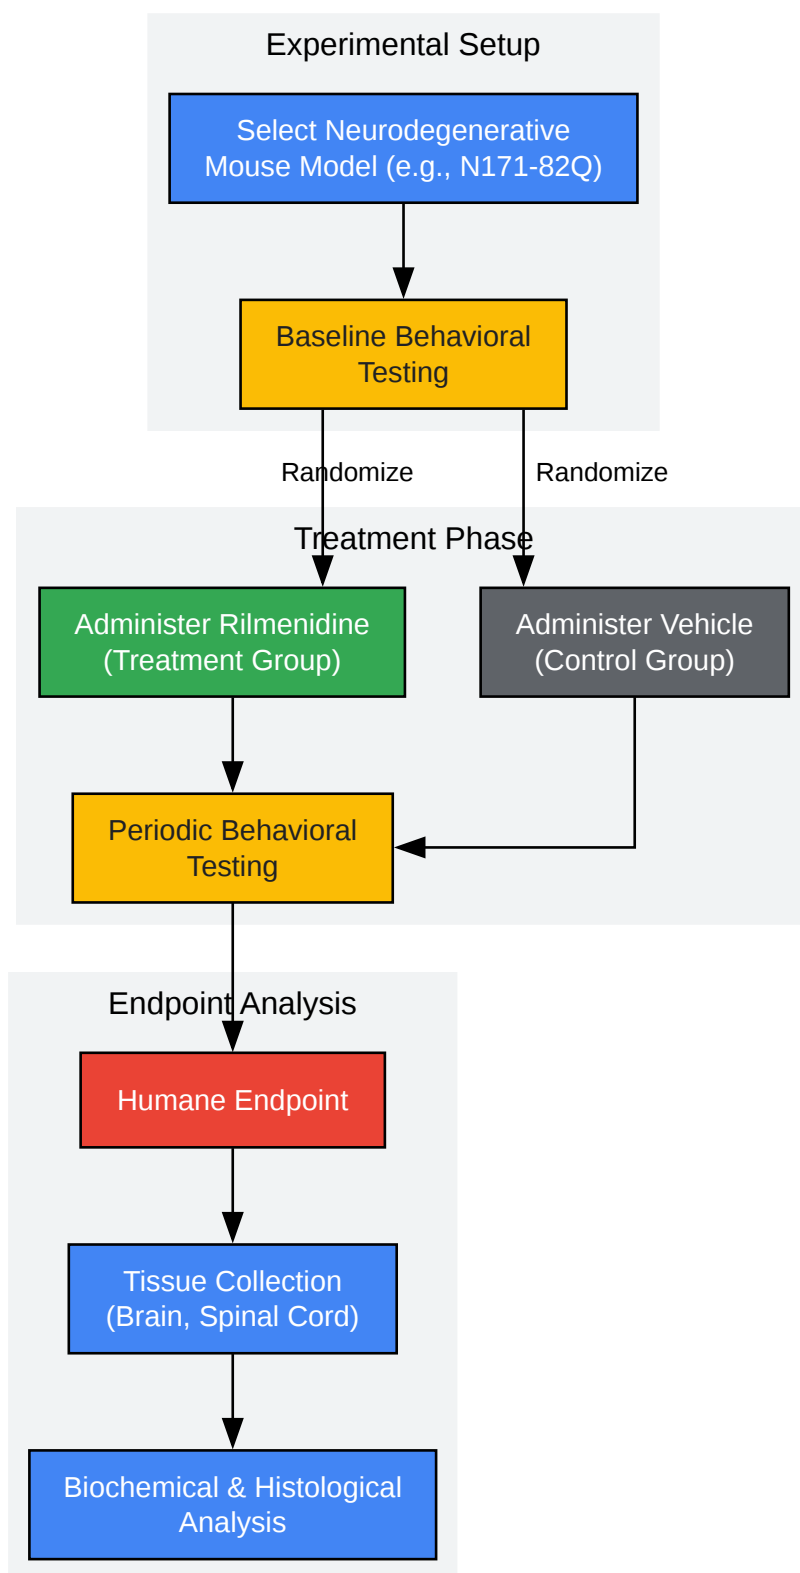 Experimental Setup
Select Neurodegenerative
Mouse Model (e.g., N171-82Q)
Baseline Behavioral
Testing
Randomize
Randomize
Treatment Phase
Administer Rilmenidine
(Treatment Group)
Administer Vehicle
(Control Group)
Periodic Behavioral
Testing
Endpoint Analysis
Humane Endpoint
Tissue Collection
(Brain, Spinal Cord)
Biochemical & Histological
Analysis